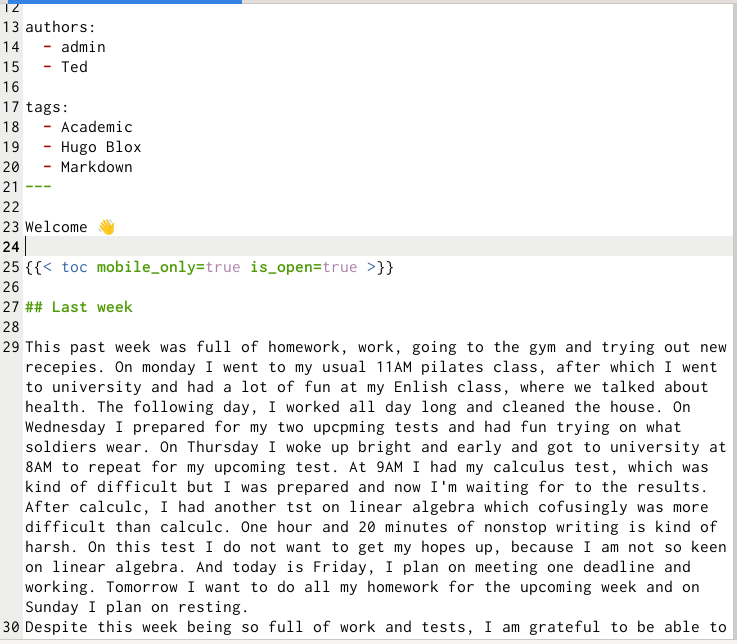 12
13 authors:
14   - admin
15   - Ted
16
17 tags:
18   - Academic
19   - Hugo Blox
20   - Markdown
21 ---
22
23 Welcome 👋
24
25 {{< toc mobile_only=true is_open=true >}}
26
27 ## Last week
28
29 This past week was full of homework, work, going to the gym and trying out new
recepies. On monday I went to my usual 11AM pilates class, after which I went
to university and had a lot of fun at my Enlish class, where we talked about
health. The following day, I worked all day long and cleaned the house. On
Wednesday I prepared for my two upcpming tests and had fun trying on what
soldiers wear. On Thursday I woke up bright and early and got to university at
8AM to repeat for my upcoming test. At 9AM I had my calculus test, which was
kind of difficult but I was prepared and now I'm waiting for to the results.
After calculc, I had another tst on linear algebra which cofusingly was more
difficult than calculc. One hour and 20 minutes of nonstop writing is kind of
harsh. On this test I do not want to get my hopes up, because I am not so keen
on linear algebra. And today is Friday, I plan on meeting one deadline and
working. Tomorrow I want to do all my homework for the upcoming week and on
Sunday I plan on resting.
30 Despite this week being so full of work and tests, I am grateful to be able to